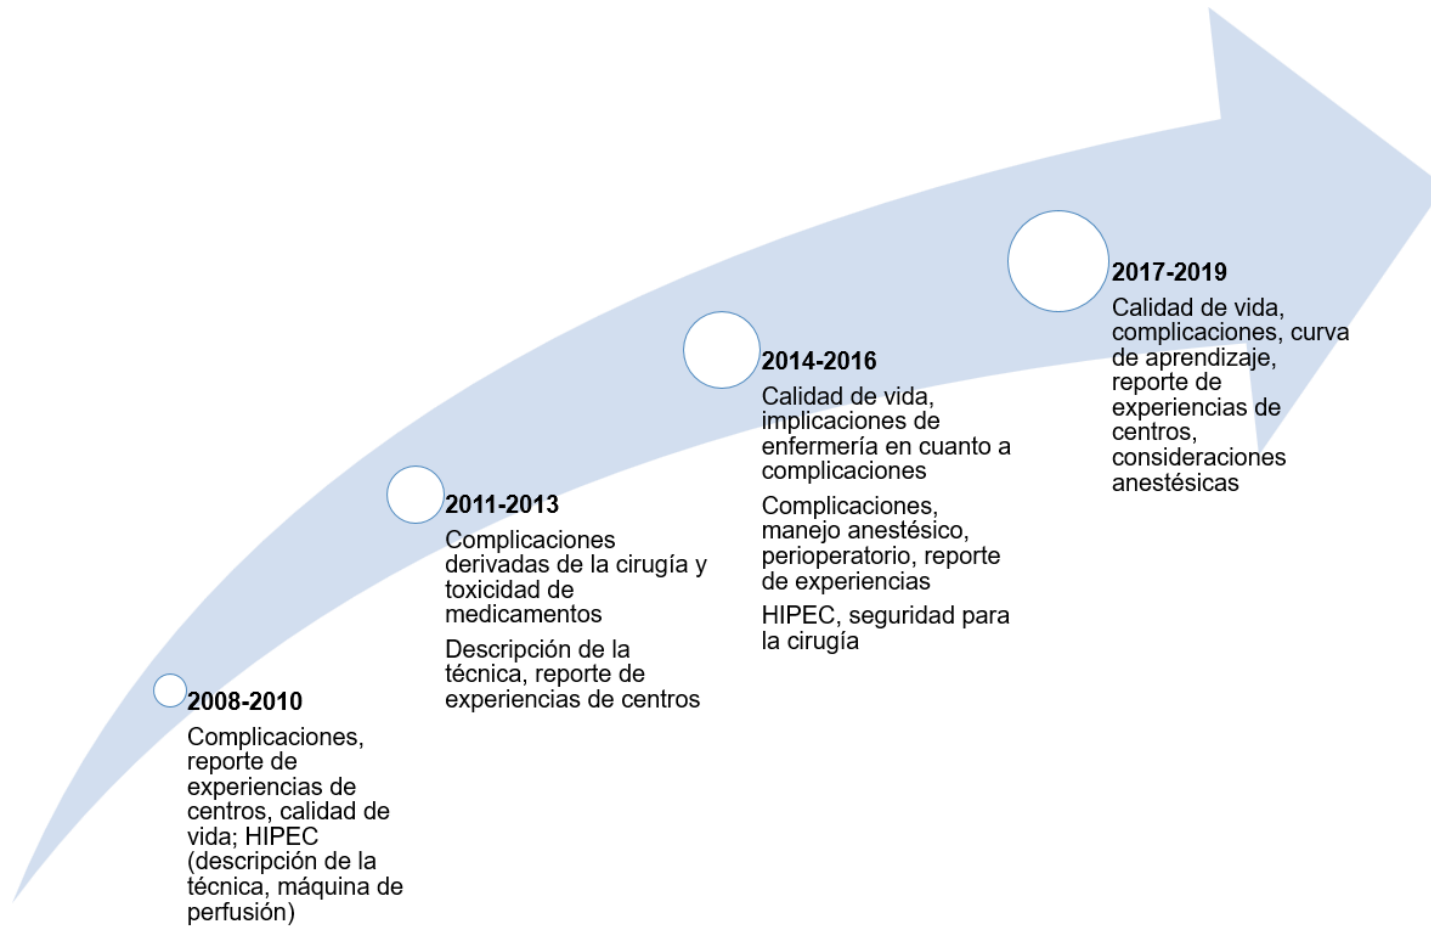 2008-2010
Complicaciones,
reporte de
experiencias de
centros, calidad de
vida; HIPEC
(descripción de la
técnica, máquina de
perfusión)
2011-2013
Complicaciones
derivadas de la cirugía y
toxicidad de
medicamentos
Descripción de la
técnica, reporte de
experiencias de centros
2014-2016
Calidad de vida,
implicaciones de
enfermería en cuanto a
complicaciones
Complicaciones,
manejo anestésico,
perioperatorio, reporte
de experiencias
HIPEC, seguridad para
la cirugía
2017-2019
Calidad de vida,
complicaciones, curva
de aprendizaje,
reporte de
experiencias de
centros,
consideraciones
anestésicas